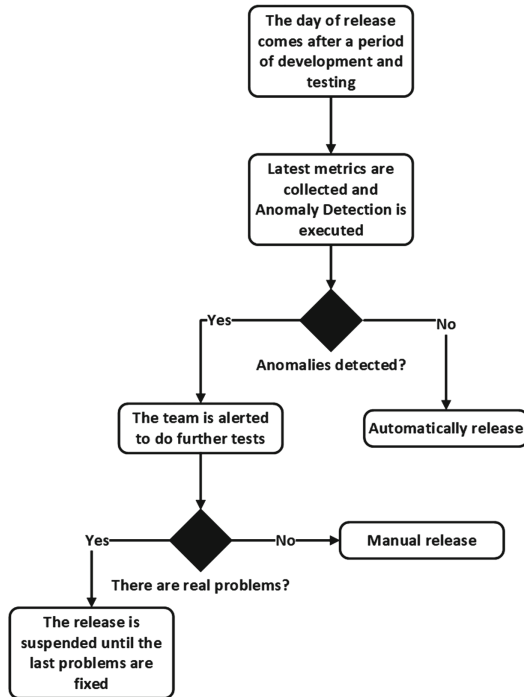 The day of release
comes after a period
of development and
testing
Latest metrics are
collected and
Anomaly Detection is
executed
Yes
No
Anomalies detected?
The team is alerted
to do further tests
Automatically release
Yes
No
Manual release
There are real problems?
The release is
suspended until the
last problems are
fixed